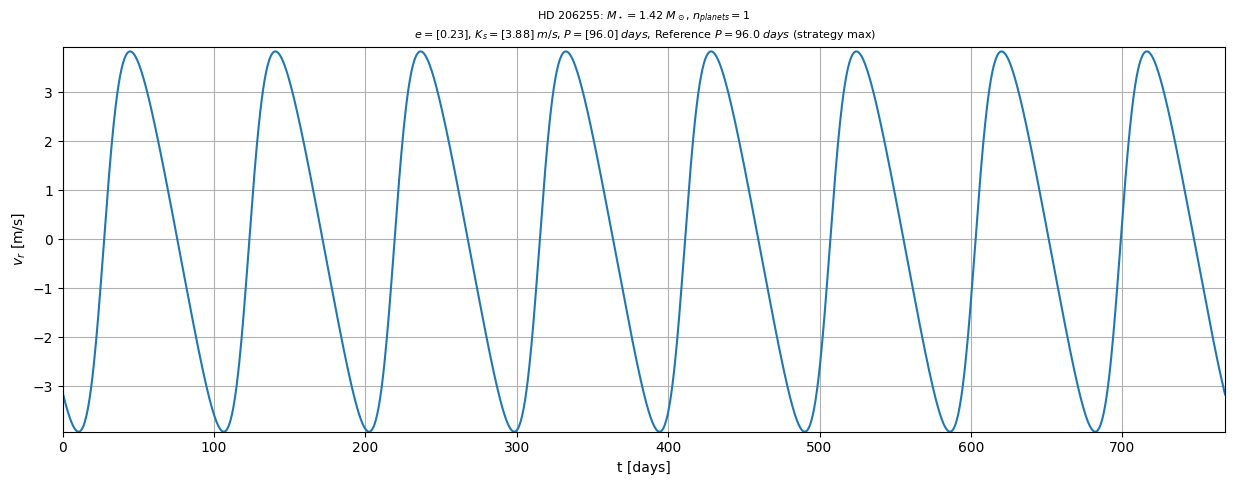 HD 206255: $M_\star = 1.42\ M_\odot$, $n_{planets} = 1$
$e = [0.23]$, $K_s = [3.88]\ m/s$, $P = [96.0]\ days$, Reference $P = 96.0\ days$ (strategy max)
3
2
1
0
−1
−2
−3
$v_r$ [m/s]
0 100 200 300 400 500 600 700
t [days]